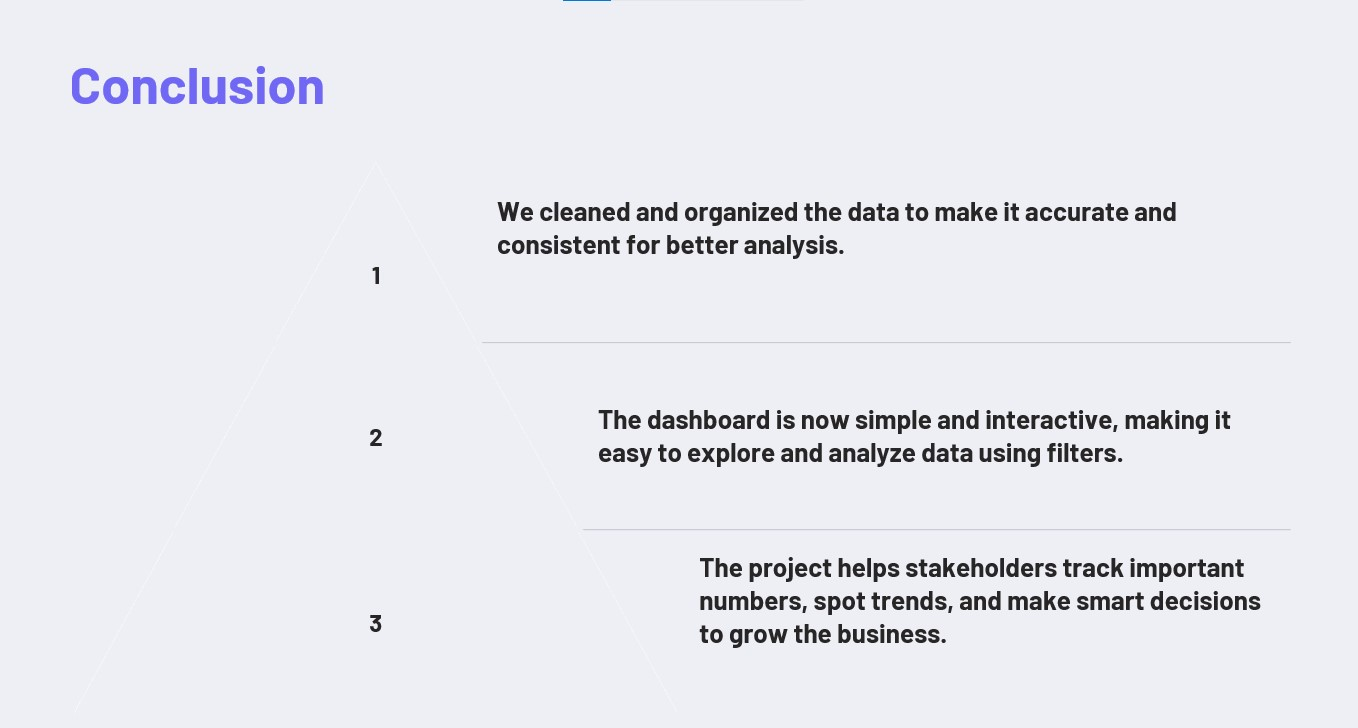 Conclusion
We cleaned and organized the data to make it accurate and
consistent for better analysis.
1
The dashboard is now simple and interactive, making it
easy to explore and analyze data using filters.
2
The project helps stakeholders track important
numbers, spot trends, and make smart decisions
to grow the business.
3